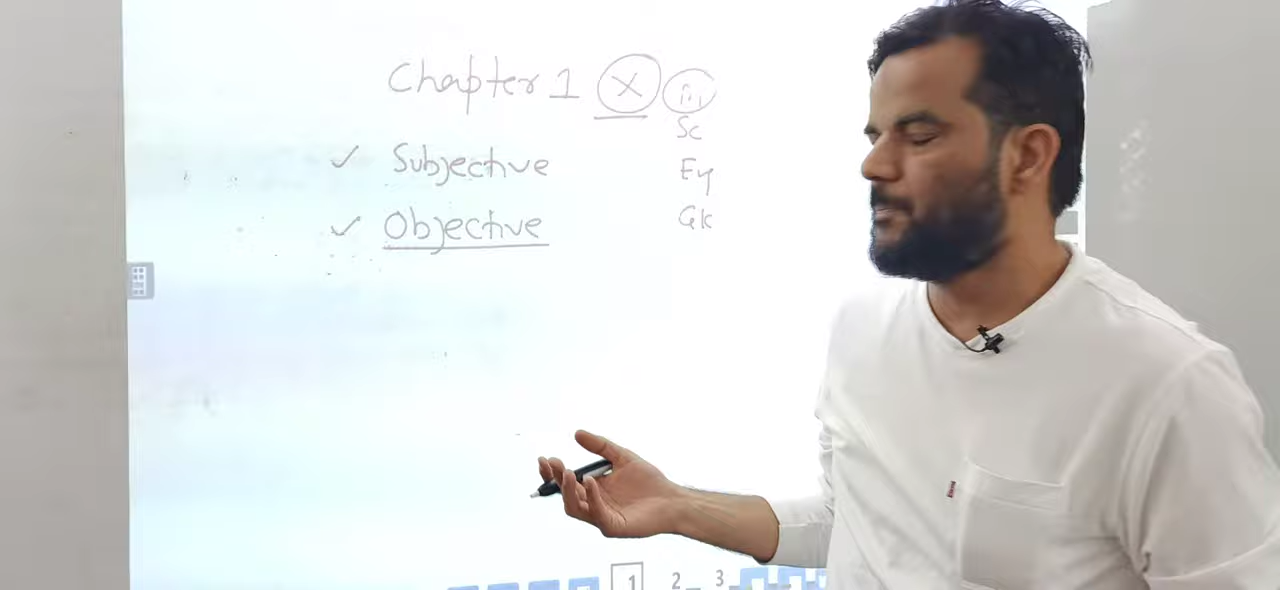 Chapter 1 X
Sc
✓ Subjective
Ey
✓ Objective
GK
1 2 3